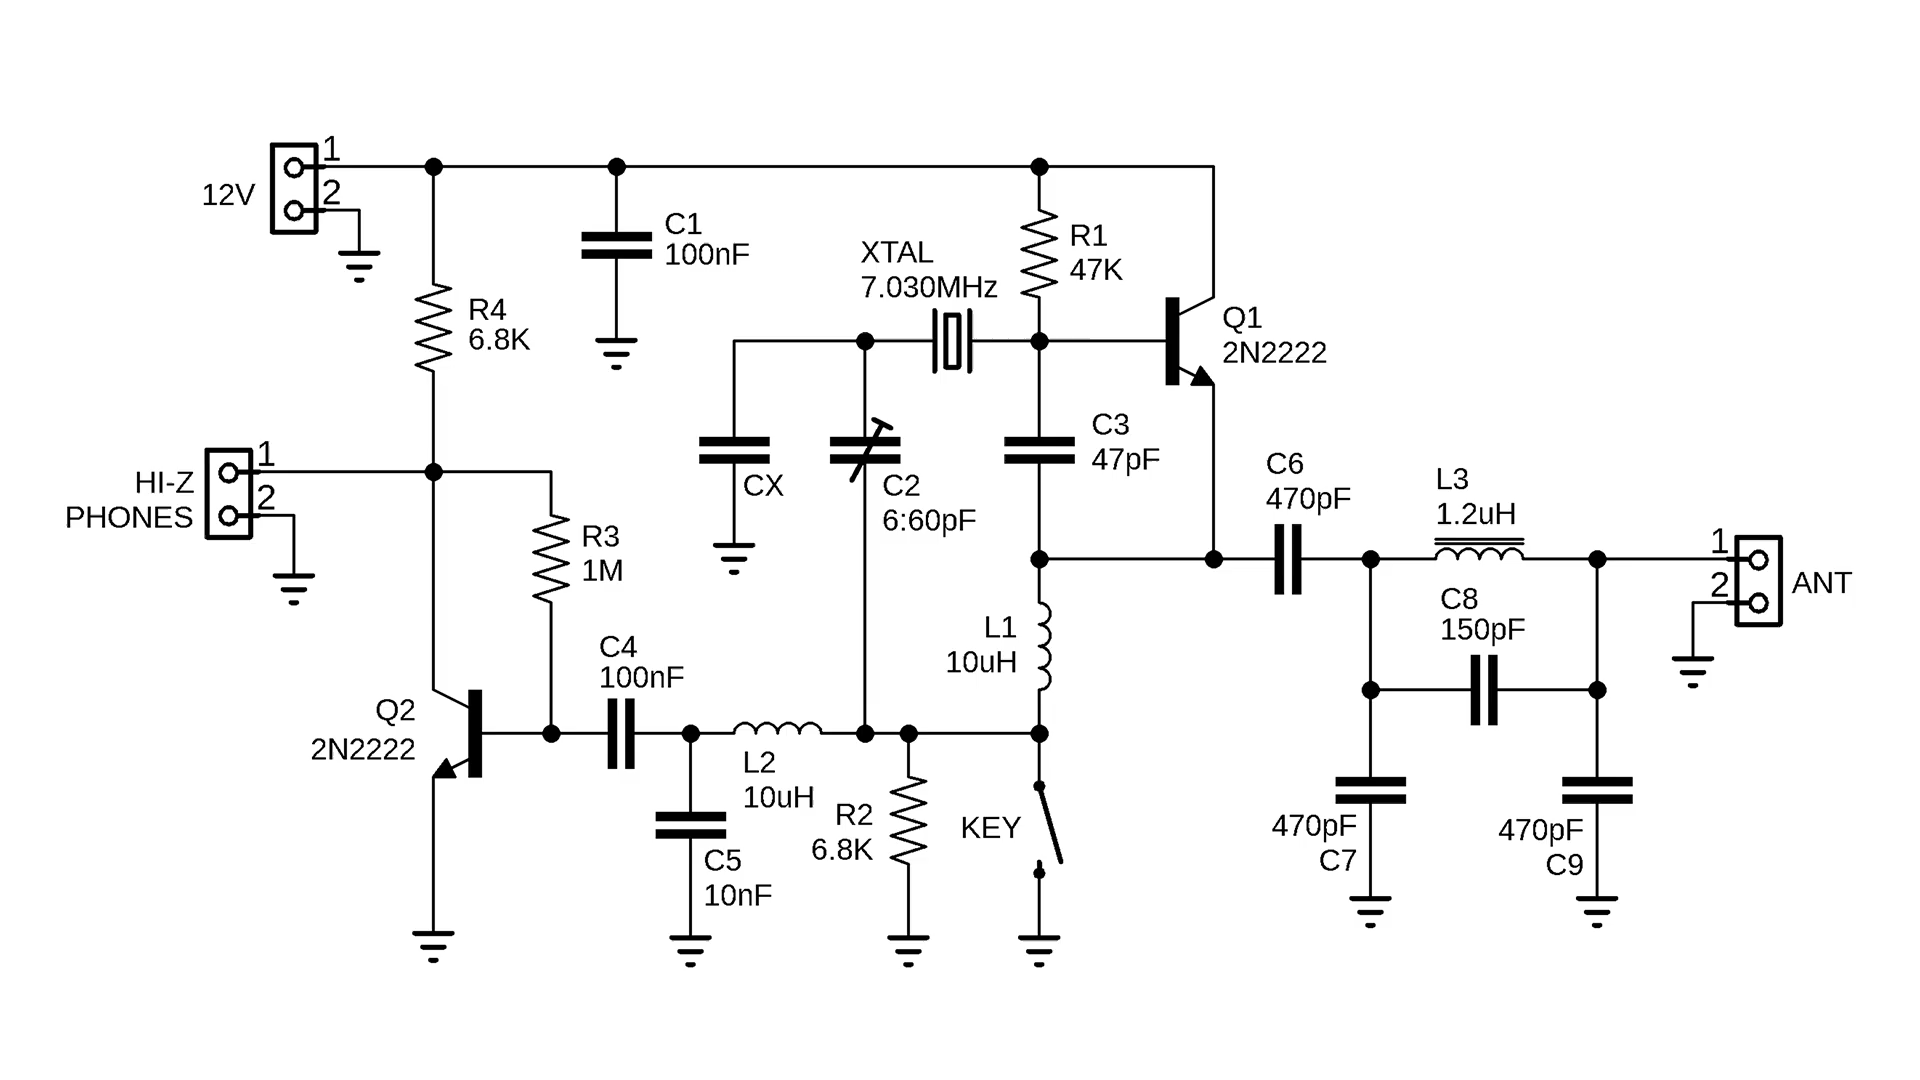 1
12V
2
C1
100nF
XTAL
7.030MHz
R1
47K
R4
6.8K
Q1
2N2222
C3
47pF
1
HI-Z
PHONES
2
CX
C2
6:60pF
C6
470pF
L3
1.2uH
R3
1M
1
2
ANT
C8
150pF
C4
100nF
L1
10uH
Q2
2N2222
L2
10uH
R2
6.8K
KEY
C5
10nF
470pF
C7
470pF
C9